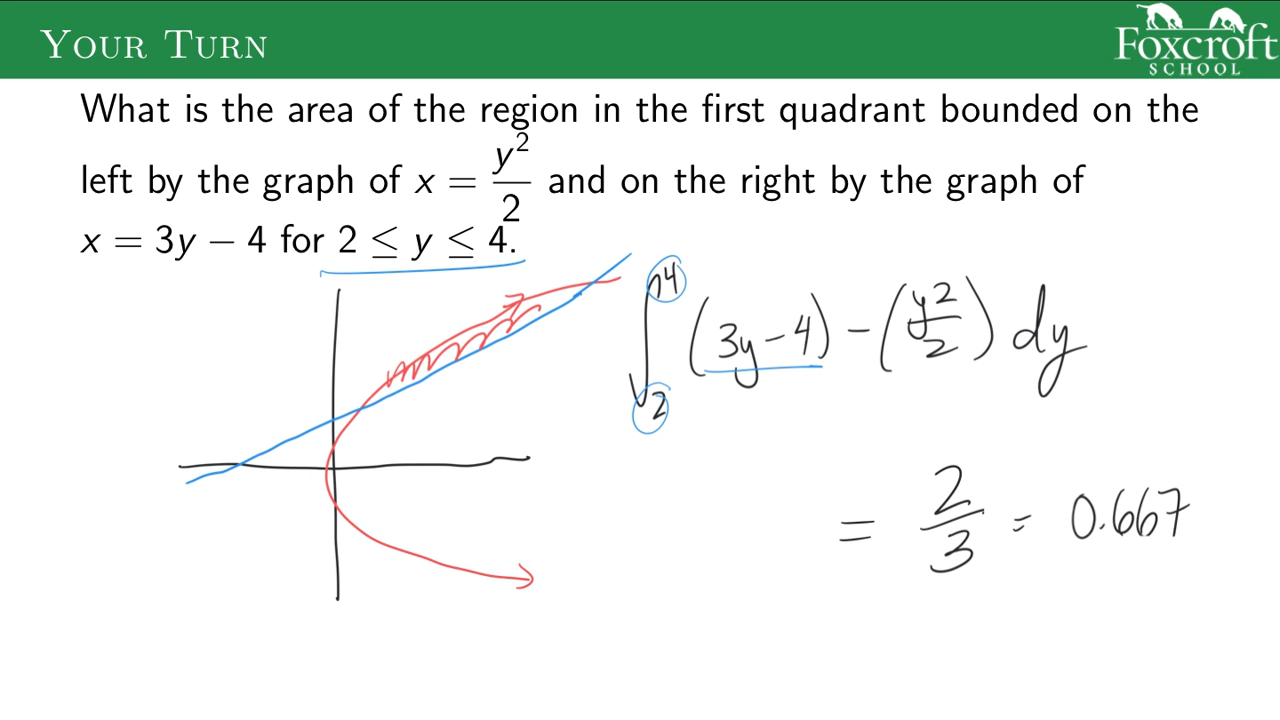 YOUR TURN
Foxcroft
SCHOOL
What is the area of the region in the first quadrant bounded on the
left by the graph of x = y²/2 and on the right by the graph of
x = 3y − 4 for 2 ≤ y ≤ 4.
∫₂⁴ (3y−4) − (y²/2) dy
= 2/3 = 0.667